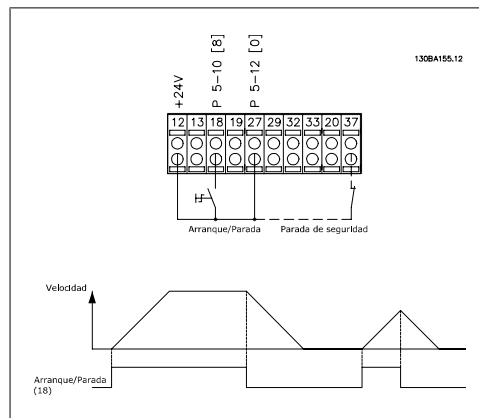 130BA155.12
+24V
P 5-10 [8]
P 5-12 [0]
12 13 18 19 27 29 32 33 20 37
Arranque/Parada
Parada de seguridad
Velocidad
Arranque/Parada
(18)